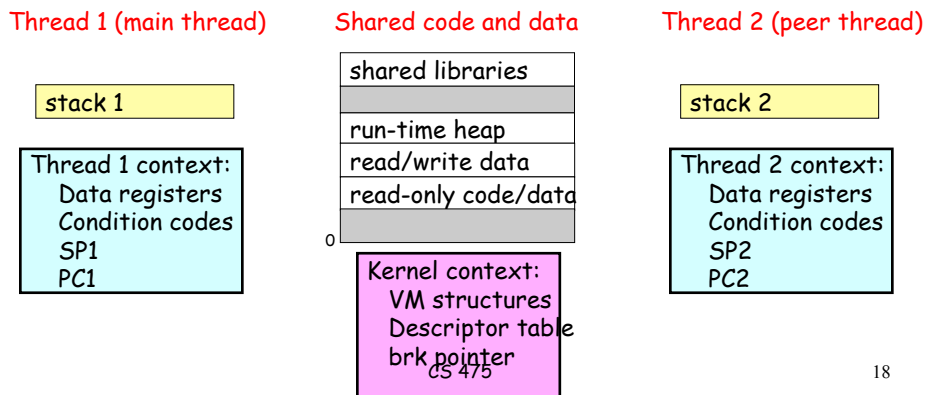 Thread 1 (main thread)
Shared code and data
Thread 2 (peer thread)
stack 1
Thread 1 context:
Data registers
Condition codes
SP1
PC1
shared libraries
run-time heap
read/write data
read-only code/data
0
Kernel context:
VM structures
Descriptor table
brk pointer
stack 2
Thread 2 context:
Data registers
Condition codes
SP2
PC2
CS 475
18